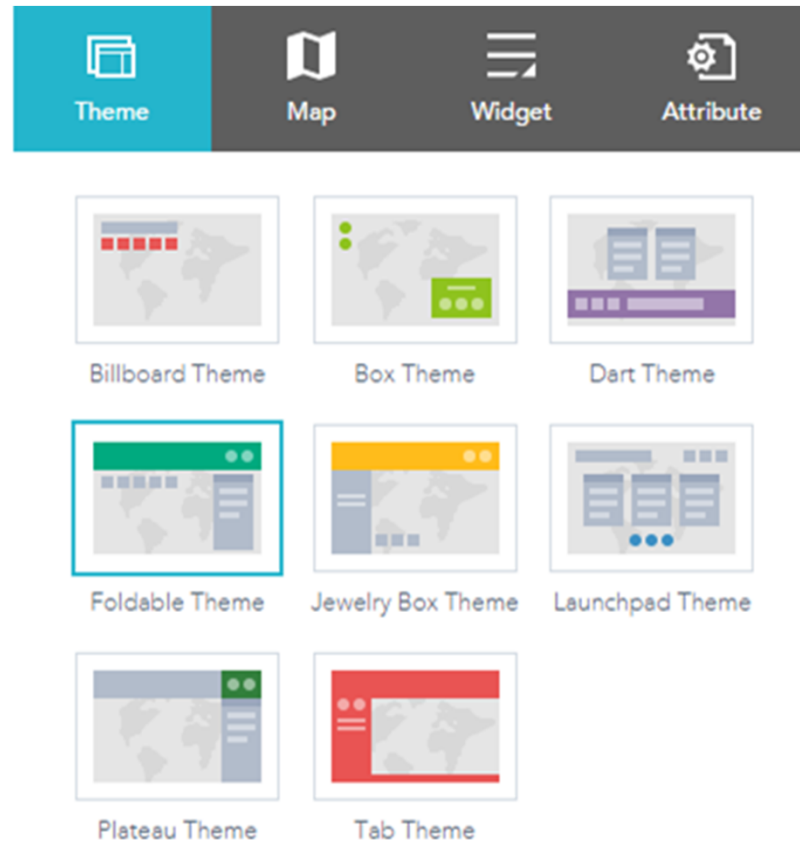 Theme Map Widget Attribute
Billboard Theme Box Theme Dart Theme
Foldable Theme Jewelry Box Theme Launchpad Theme
Plateau Theme Tab Theme